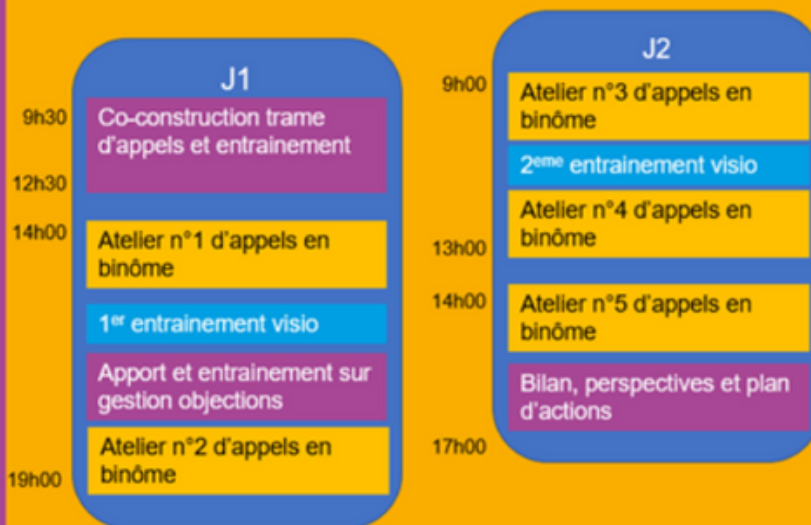 J1
9h30
Co-construction trame
d'appels et entrainement
12h30
14h00
Atelier n°1 d'appels en
binôme
1er entrainement visio
Apport et entrainement sur
gestion objections
Atelier n°2 d'appels en
binôme
19h00
J2
9h00
Atelier n°3 d'appels en
binôme
2eme entrainement visio
Atelier n°4 d'appels en
binôme
13h00
14h00
Atelier n°5 d'appels en
binôme
Bilan, perspectives et plan
d'actions
17h00